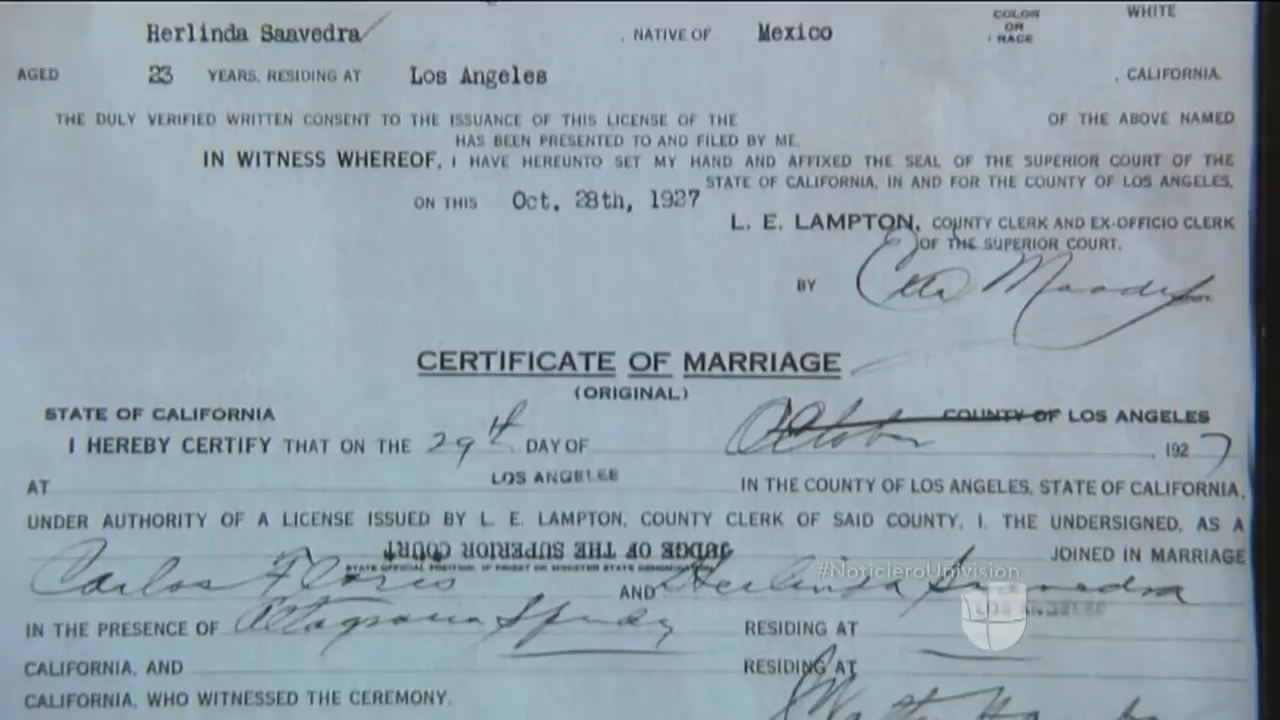 WHITE
Herlinda Saavedra , NATIVE OF Mexico COLOR OR RACE
AGED 23 YEARS, RESIDING AT Los Angeles , CALIFORNIA.
THE DULY VERIFIED WRITTEN CONSENT TO THE ISSUANCE OF THIS LICENSE OF THE OF THE ABOVE NAMED
HAS BEEN PRESENTED TO AND FILED BY ME.
IN WITNESS WHEREOF, I HAVE HEREUNTO SET MY HAND AND AFFIXED THE SEAL OF THE SUPERIOR COURT OF THE
STATE OF CALIFORNIA, IN AND FOR THE COUNTY OF LOS ANGELES,
ON THIS Oct. 28th, 1927
L. E. LAMPTON, COUNTY CLERK AND EX-OFFICIO CLERK
OF THE SUPERIOR COURT.
BY Etta Moody
CERTIFICATE OF MARRIAGE
(ORIGINAL)
STATE OF CALIFORNIA COUNTY OF LOS ANGELES
I HEREBY CERTIFY THAT ON THE 29th DAY OF October, 1927
AT LOS ANGELES IN THE COUNTY OF LOS ANGELES, STATE OF CALIFORNIA,
UNDER AUTHORITY OF A LICENSE ISSUED BY L. E. LAMPTON, COUNTY CLERK OF SAID COUNTY, I, THE UNDERSIGNED, AS A
JUDGE OF THE SUPERIOR COURT JOINED IN MARRIAGE
#NoticieroUnivision
Carlos Flores AND Herlinda Saavedra
LOS ANGELES
IN THE PRESENCE OF Altagracia RESIDING AT
CALIFORNIA, AND RESIDING AT
CALIFORNIA, WHO WITNESSED THE CEREMONY.